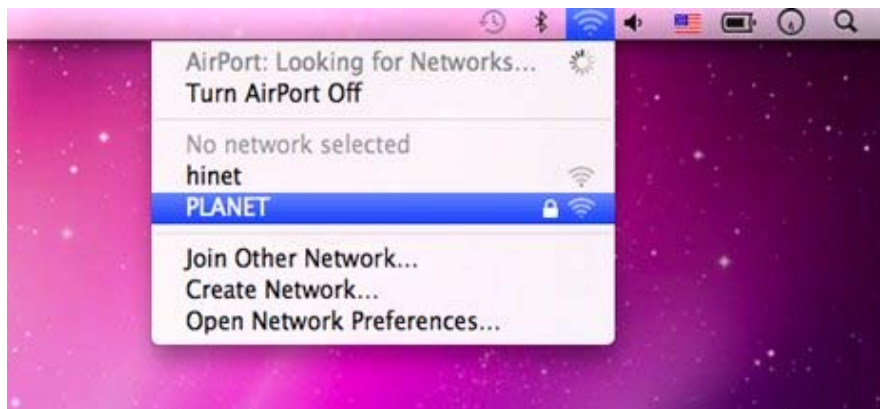 AirPort: Looking for Networks...
Turn AirPort Off
No network selected
hinet
PLANET
Join Other Network...
Create Network...
Open Network Preferences...